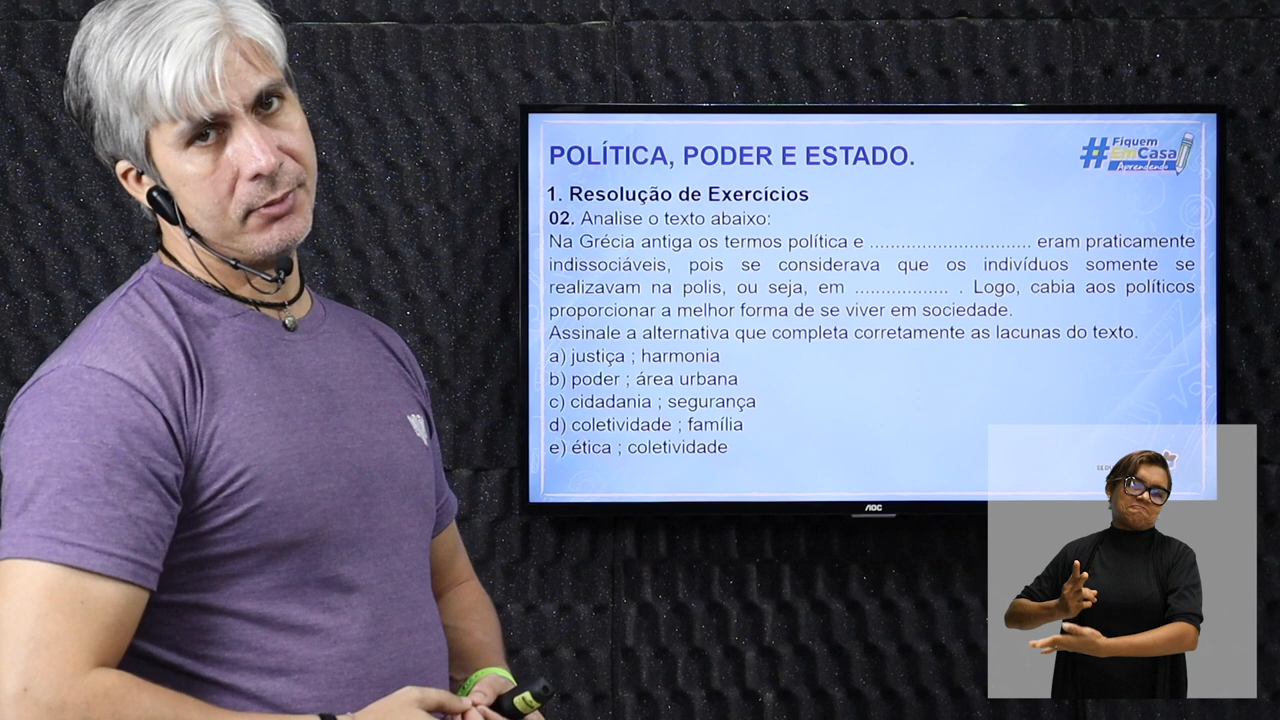 POLÍTICA, PODER E ESTADO.
#Fiquem
EmCasa
Aprendendo
1. Resolução de Exercícios
02. Analise o texto abaixo:
Na Grécia antiga os termos política e ............................... eram praticamente
indissociáveis, pois se considerava que os indivíduos somente se
realizavam na polis, ou seja, em .................. . Logo, cabia aos políticos
proporcionar a melhor forma de se viver em sociedade.
Assinale a alternativa que completa corretamente as lacunas do texto.
a) justiça ; harmonia
b) poder ; área urbana
c) cidadania ; segurança
d) coletividade ; família
e) ética ; coletividade
AOC